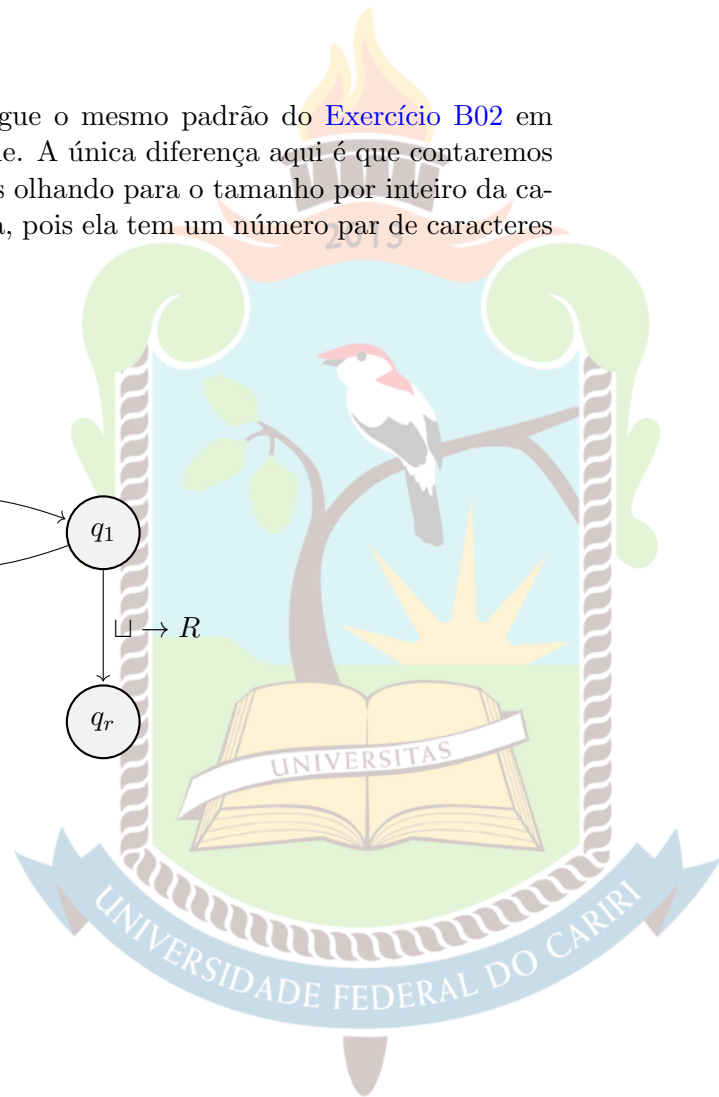 gue o mesmo padrão do Exercício B02 em
e. A única diferença aqui é que contaremos
s olhando para o tamanho por inteiro da ca-
a, pois ela tem um número par de caracteres
2013
q1
⊔ → R
qr
UNIVERSITAS
UNIVERSIDADE FEDERAL DO CARIRI